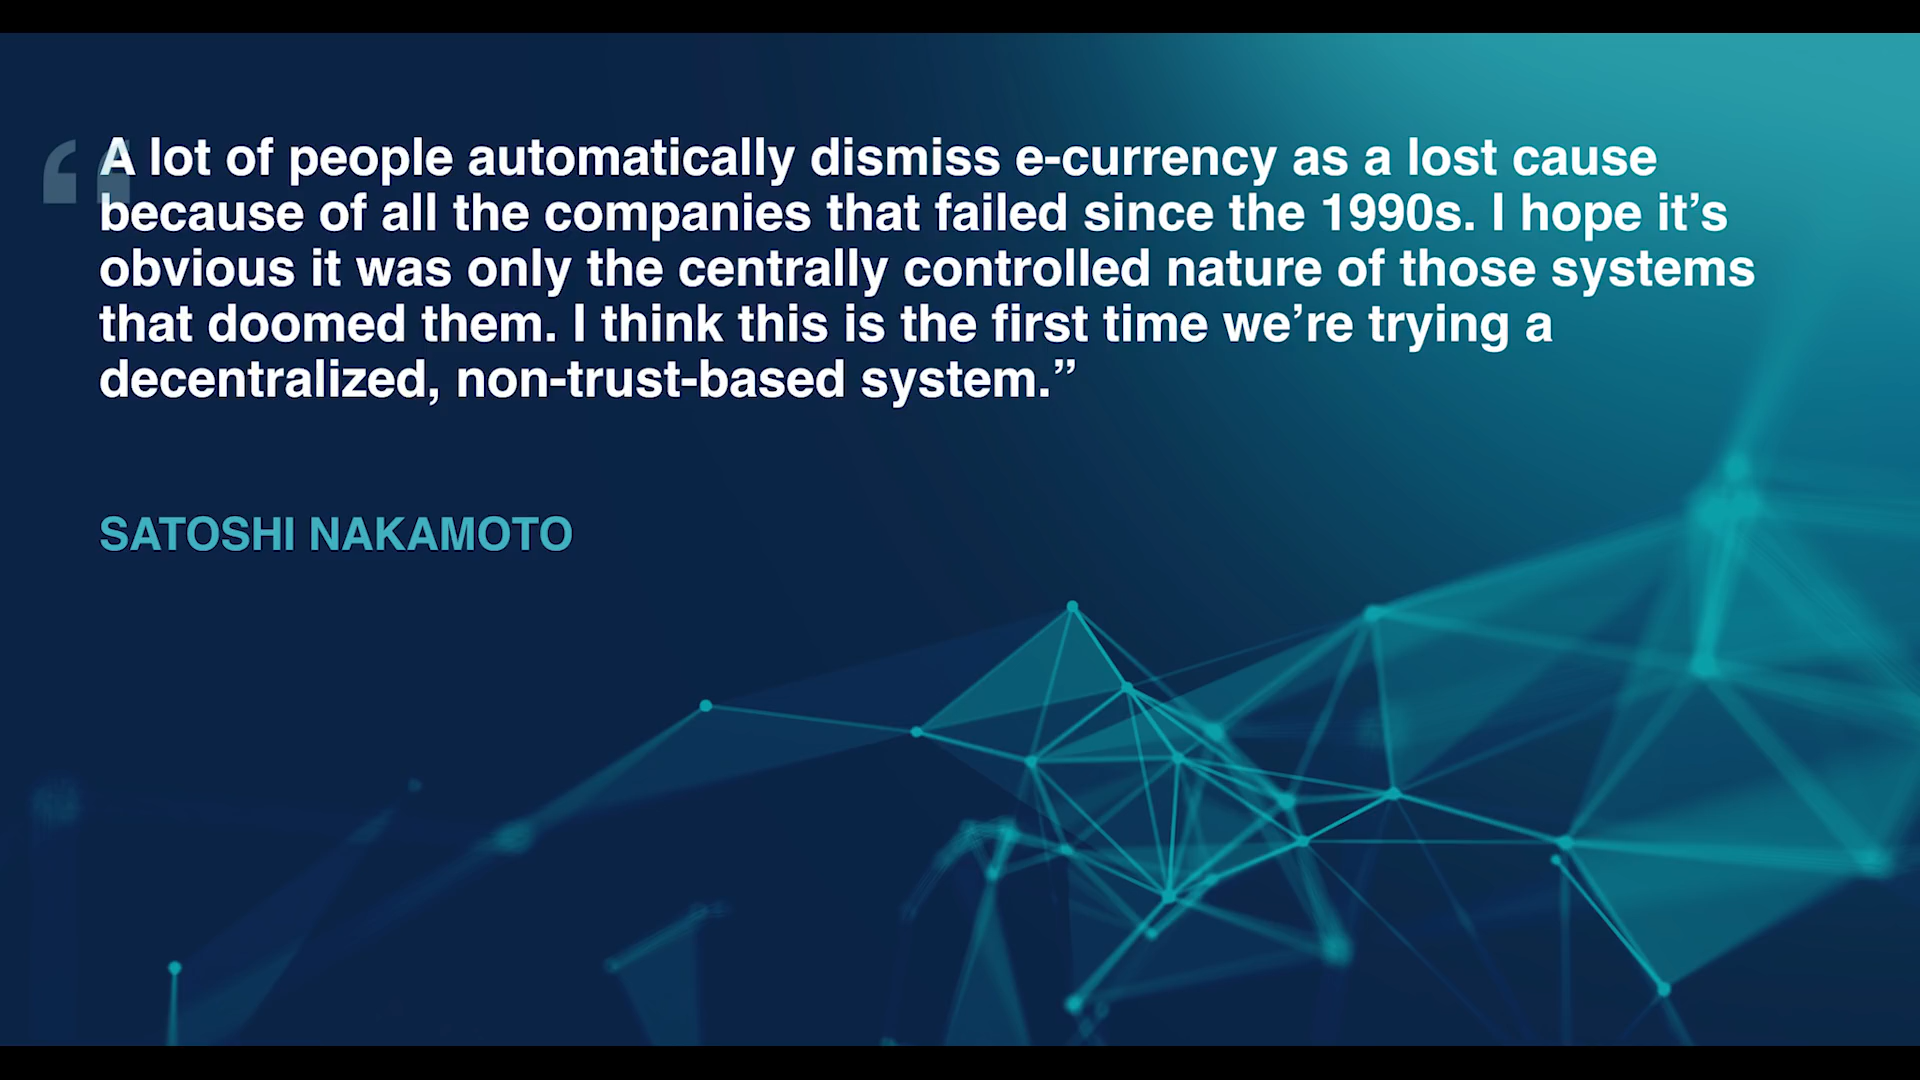 “A lot of people automatically dismiss e-currency as a lost cause
because of all the companies that failed since the 1990s. I hope it’s
obvious it was only the centrally controlled nature of those systems
that doomed them. I think this is the first time we’re trying a
decentralized, non-trust-based system.”
SATOSHI NAKAMOTO